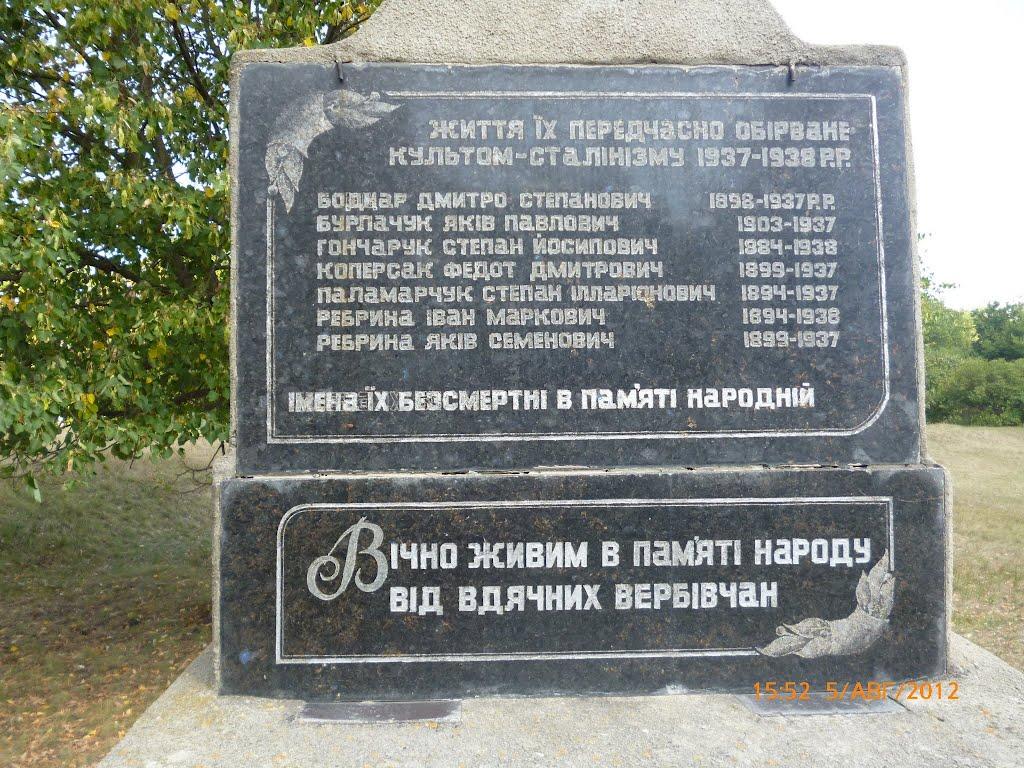 ЖИТТЯ ЇХ ПЕРЕДЧАСНО ОБІРВАНЕ
КУЛЬТОМ-СТАЛІНІЗМУ 1937-1938 Р.Р.
БОДНАР ДМИТРО СТЕПАНОВИЧ 1898-1937 Р.Р.
БУРЛАЧУК ЯКІВ ПАВЛОВИЧ 1903-1937
ГОНЧАРУК СТЕПАН ЙОСИПОВИЧ 1884-1938
КОПЕРСАК ФЕДОТ ДМИТРОВИЧ 1899-1937
ПАЛАМАРЧУК СТЕПАН ІЛЛАРІОНОВИЧ 1894-1937
РЕБРИНА ІВАН МАРКОВИЧ 1894-1938
РЕБРИНА ЯКІВ СЕМЕНОВИЧ 1899-1937
ІМЕНА ЇХ БЕЗСМЕРТНІ В ПАМ'ЯТІ НАРОДНІЙ
ВІЧНО ЖИВИМ В ПАМ'ЯТІ НАРОДУ
ВІД ВДЯЧНИХ ВЕРБІВЧАН
15:52 5/АВГ/2012